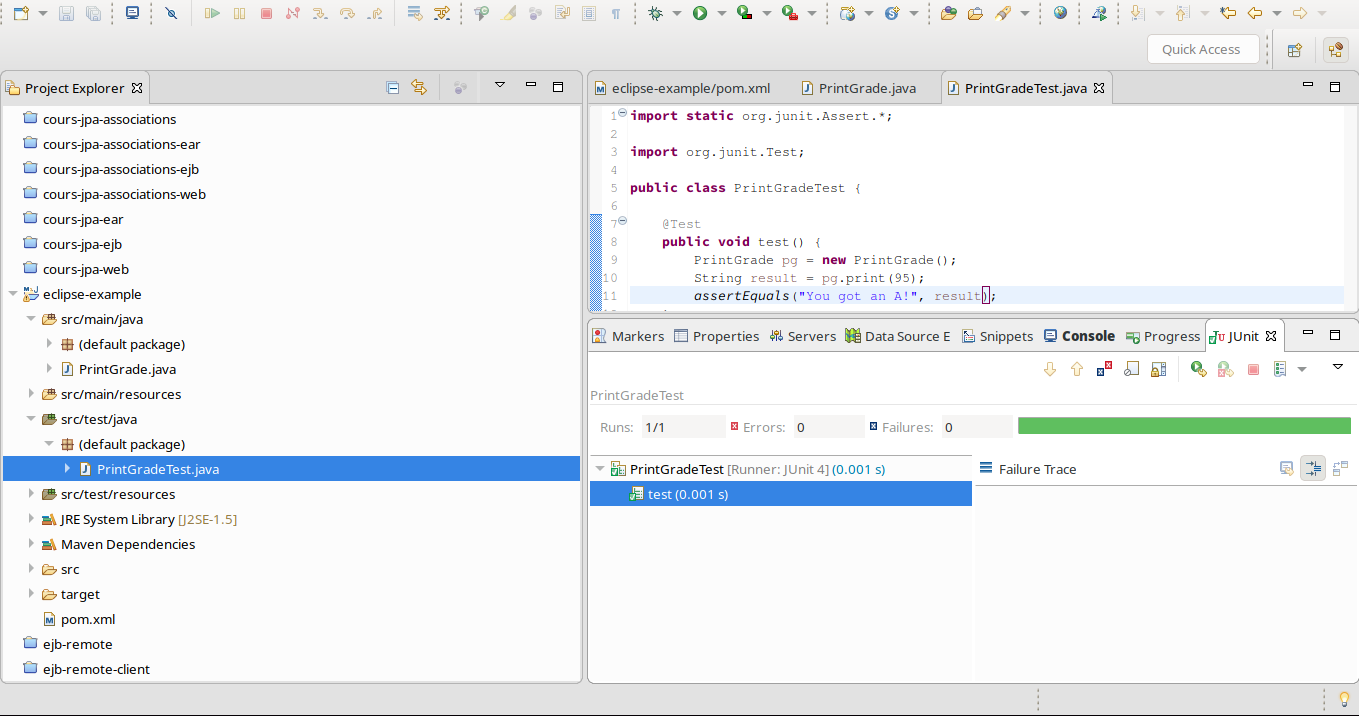 Quick Access
Project Explorer
cours-jpa-associations
cours-jpa-associations-ear
cours-jpa-associations-ejb
cours-jpa-associations-web
cours-jpa-ear
cours-jpa-ejb
cours-jpa-web
eclipse-example
src/main/java
(default package)
PrintGrade.java
src/main/resources
src/test/java
(default package)
PrintGradeTest.java
src/test/resources
JRE System Library [J2SE-1.5]
Maven Dependencies
src
target
pom.xml
ejb-remote
ejb-remote-client
eclipse-example/pom.xml PrintGrade.java PrintGradeTest.java
1 import static org.junit.Assert.*;
2
3 import org.junit.Test;
4
5 public class PrintGradeTest {
6
7 @Test
8 public void test() {
9 PrintGrade pg = new PrintGrade();
10 String result = pg.print(95);
11 assertEquals("You got an A!", result);
Markers Properties Servers Data Source E Snippets Console Progress JUnit
PrintGradeTest
Runs: 1/1 Errors: 0 Failures: 0
PrintGradeTest [Runner: JUnit 4] (0.001 s)
test (0.001 s)
Failure Trace